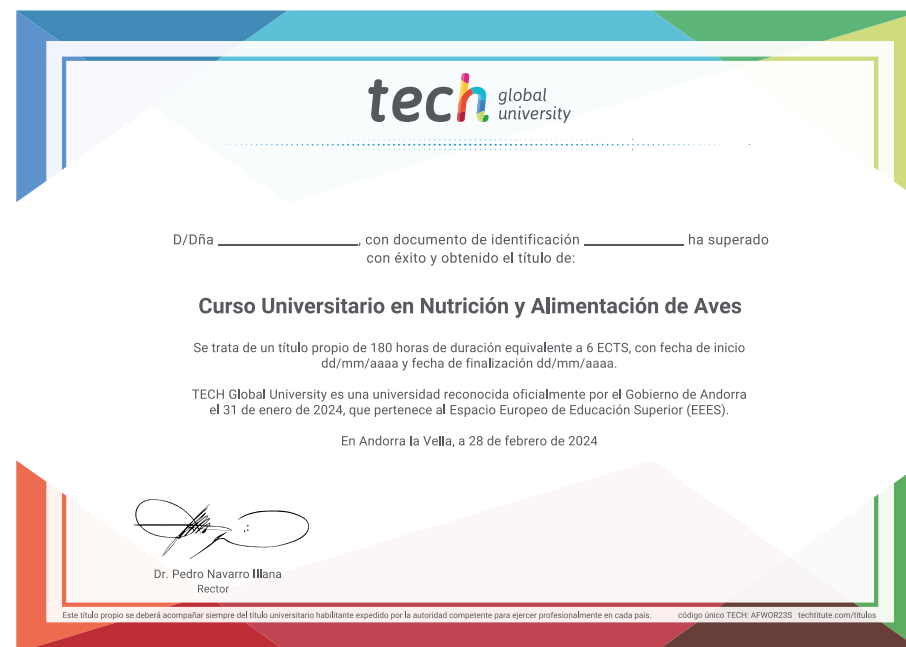 tech global
university
D/Dña ____________________, con documento de identificación ______________ ha superado
con éxito y obtenido el título de:
Curso Universitario en Nutrición y Alimentación de Aves
Se trata de un título propio de 180 horas de duración equivalente a 6 ECTS, con fecha de inicio
dd/mm/aaaa y fecha de finalización dd/mm/aaaa.
TECH Global University es una universidad reconocida oficialmente por el Gobierno de Andorra
el 31 de enero de 2024, que pertenece al Espacio Europeo de Educación Superior (EEES).
En Andorra la Vella, a 28 de febrero de 2024
Dr. Pedro Navarro Illana
Rector
Este título propio se deberá acompañar siempre del título universitario habilitante expedido por la autoridad competente para ejercer profesionalmente en cada país. código único TECH: AFWOR23S techtitute.com/titulos